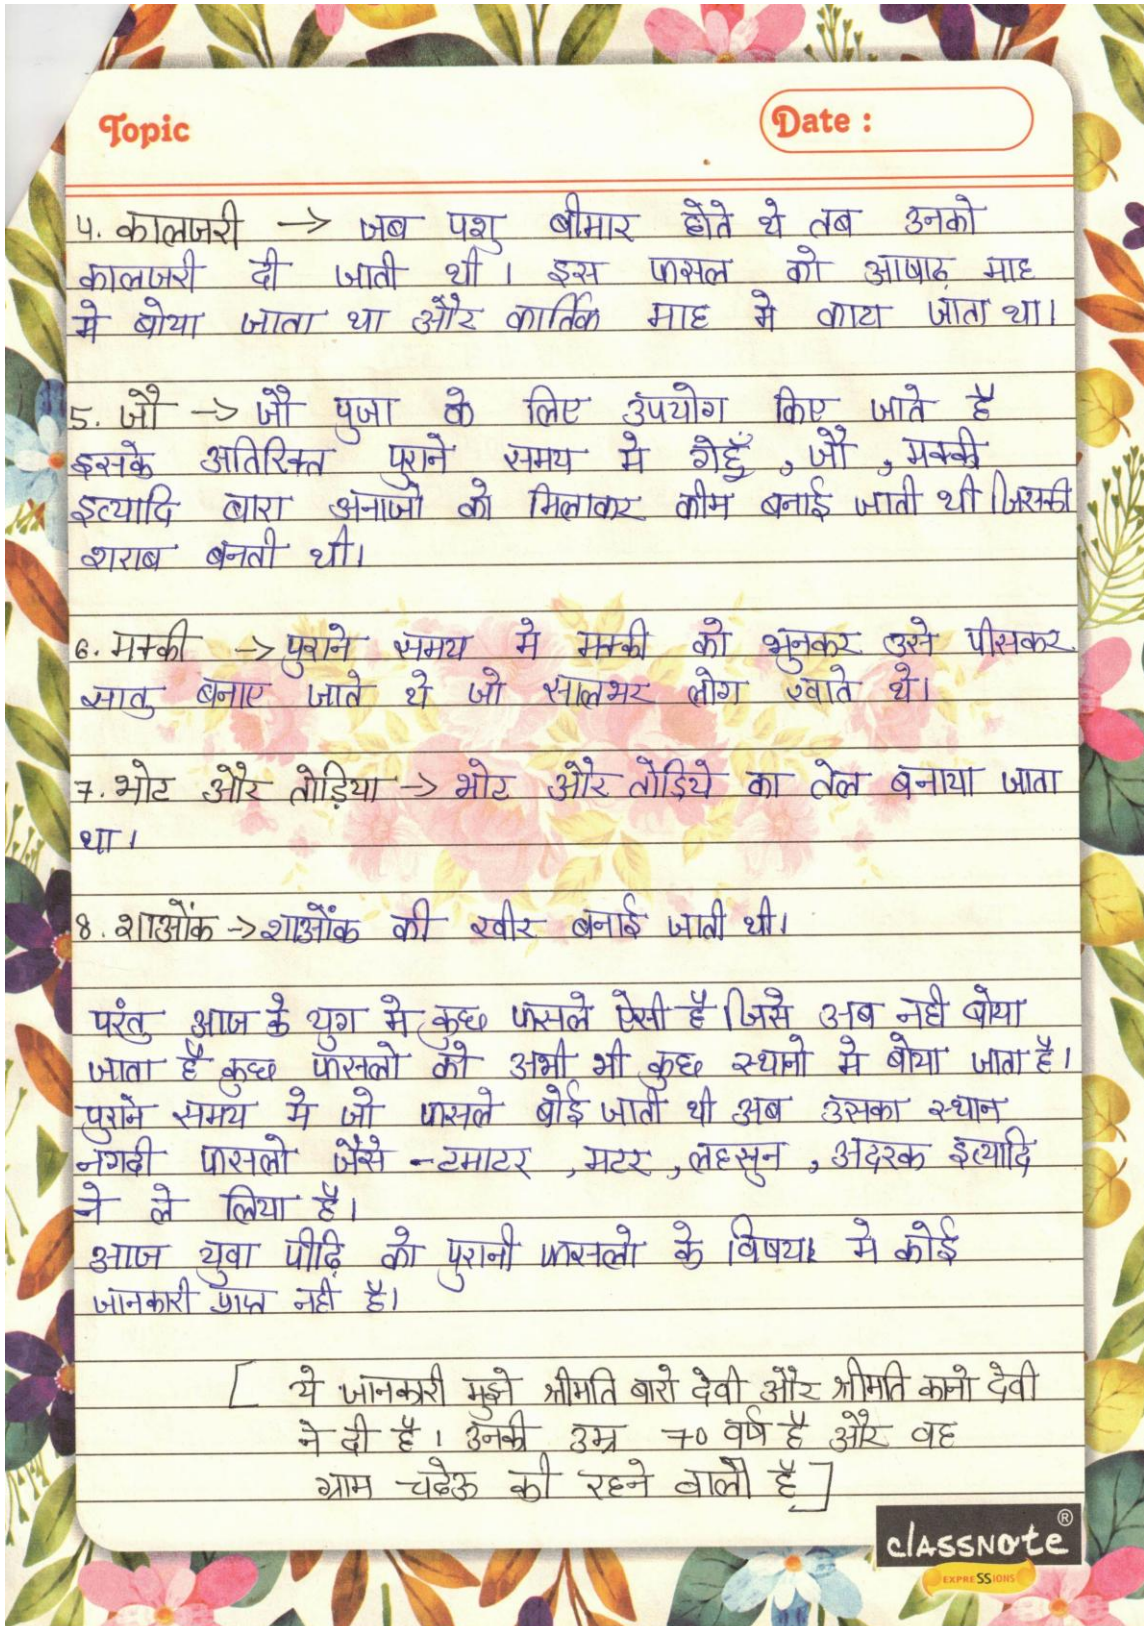 Topic
Date :
4. कालजरी → जब पशु बीमार होते थे तब उनको
कालजरी दी जाती थी । इस फसल को आषाढ़ माह
मे बोया जाता था और कार्तिक माह मे काटा जाता था।
5. जौ → जौ पुजा के लिए उपयोग किए जाते है
इसके अतिरिक्त पुराने समय मे गेहूँ , जौ , मक्की
इत्यादि बारा अनाजो को मिलाकर कीम बनाई जाती थी जिसकी
शराब बनती थी।
6. मक्की → पुराने समय मे मक्की को भुनकर उसे पीसकर
सातु बनाए जाते थे जो सालभर लोग खाते थे।
7. भोट और तोड़िया → भोट और तोडिये का तेल बनाया जाता
था ।
8. शाओंक → शाओंक की खीर बनाई जाती थी।
परंतु आज के युग मे कुछ फसले ऐसी है जिसे अब नही बोया
जाता है कुछ फसलो को अभी भी कुछ स्थानो मे बोया जाता है।
पुराने समय मे जो फसले बोई जाती थी अब उसका स्थान
नगदी फसलो जैसे - टमाटर , मटर , लहसुन , अदरक इत्यादि
ने ले लिया है।
आज युवा पीढ़ि को पुरानी फसलो के विषय मे कोई
जानकारी प्राप्त नही है।
[ ये जानकारी मुझे श्रीमति बारो देवी और श्रीमति कानो देवी
ने दी है । उनकी उम्र 70 वर्ष है और वह
ग्राम चदेऊ की रहने वाली है ]
classnote ®
EXPRESSIONS